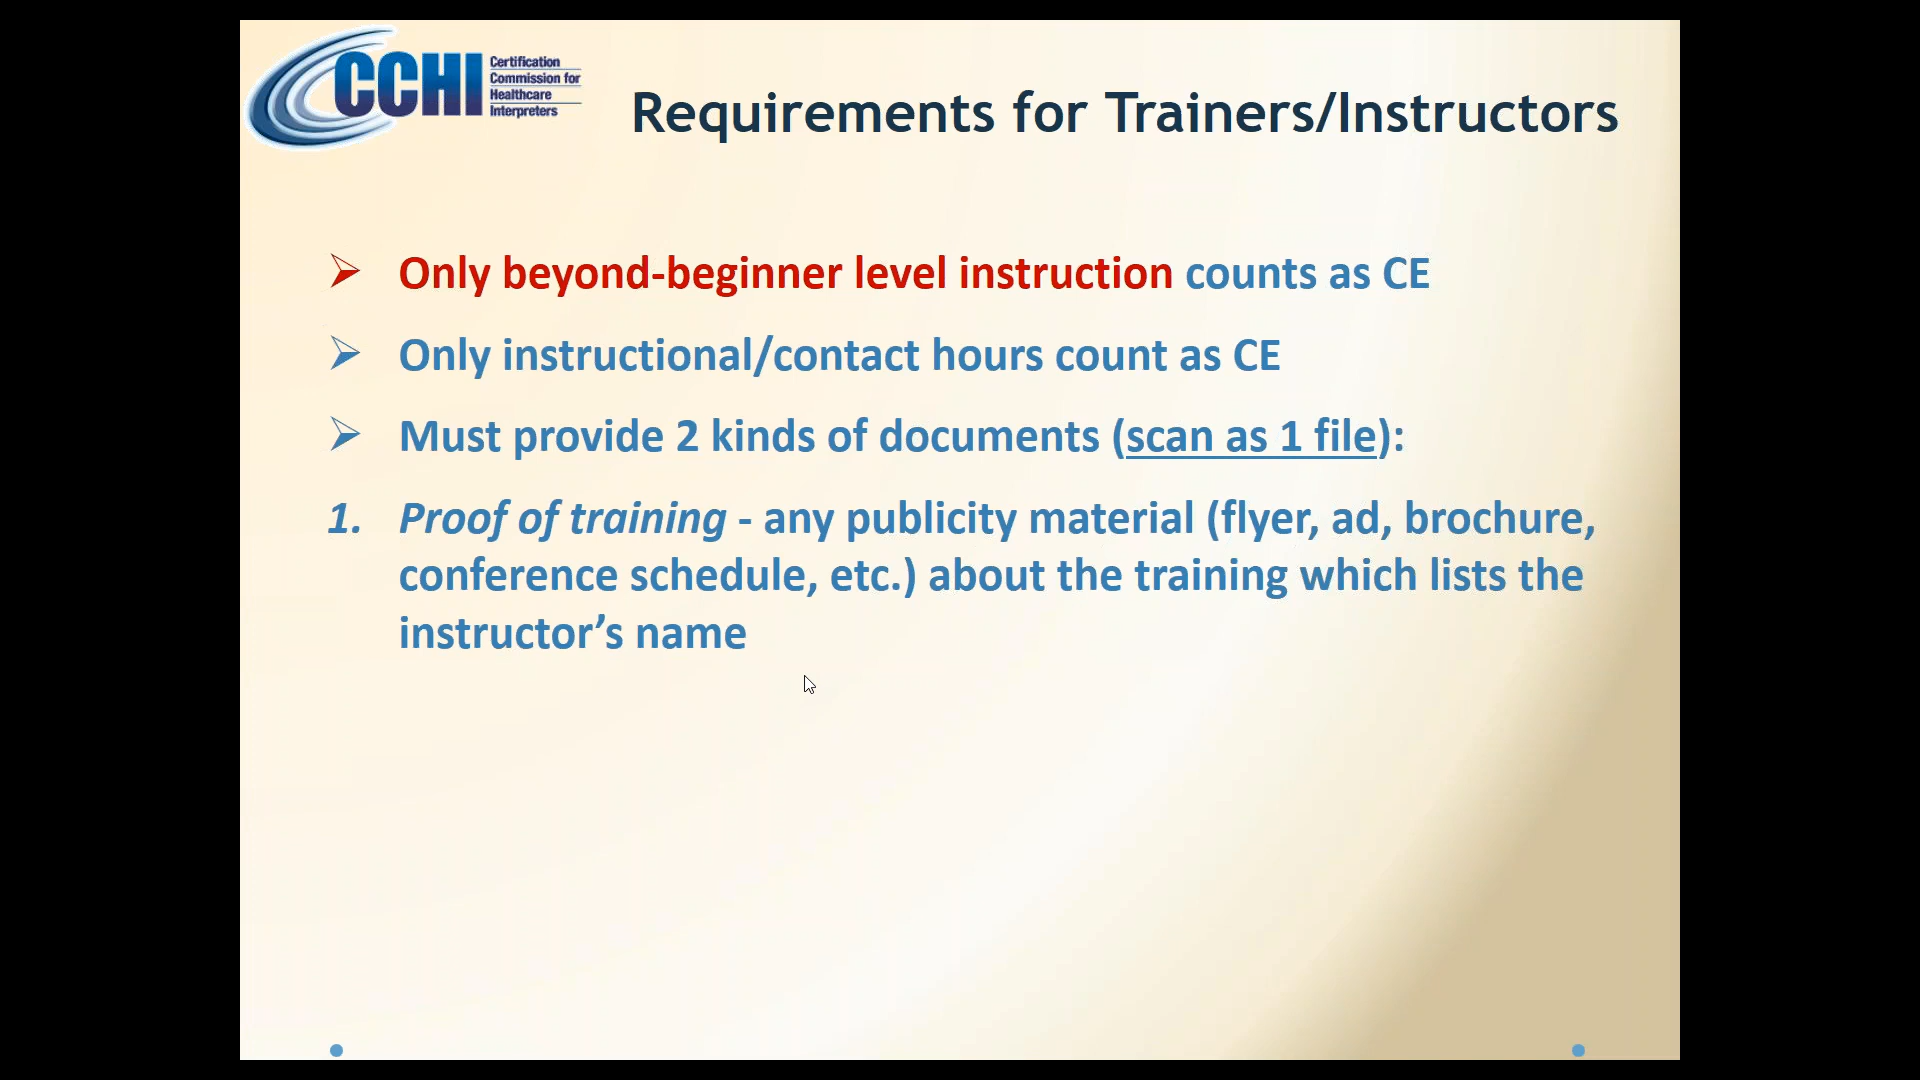 CCHI
Certification
Commission for
Healthcare
Interpreters
Requirements for Trainers/Instructors
Only beyond-beginner level instruction counts as CE
Only instructional/contact hours count as CE
Must provide 2 kinds of documents (scan as 1 file):
1. Proof of training - any publicity material (flyer, ad, brochure,
conference schedule, etc.) about the training which lists the
instructor’s name